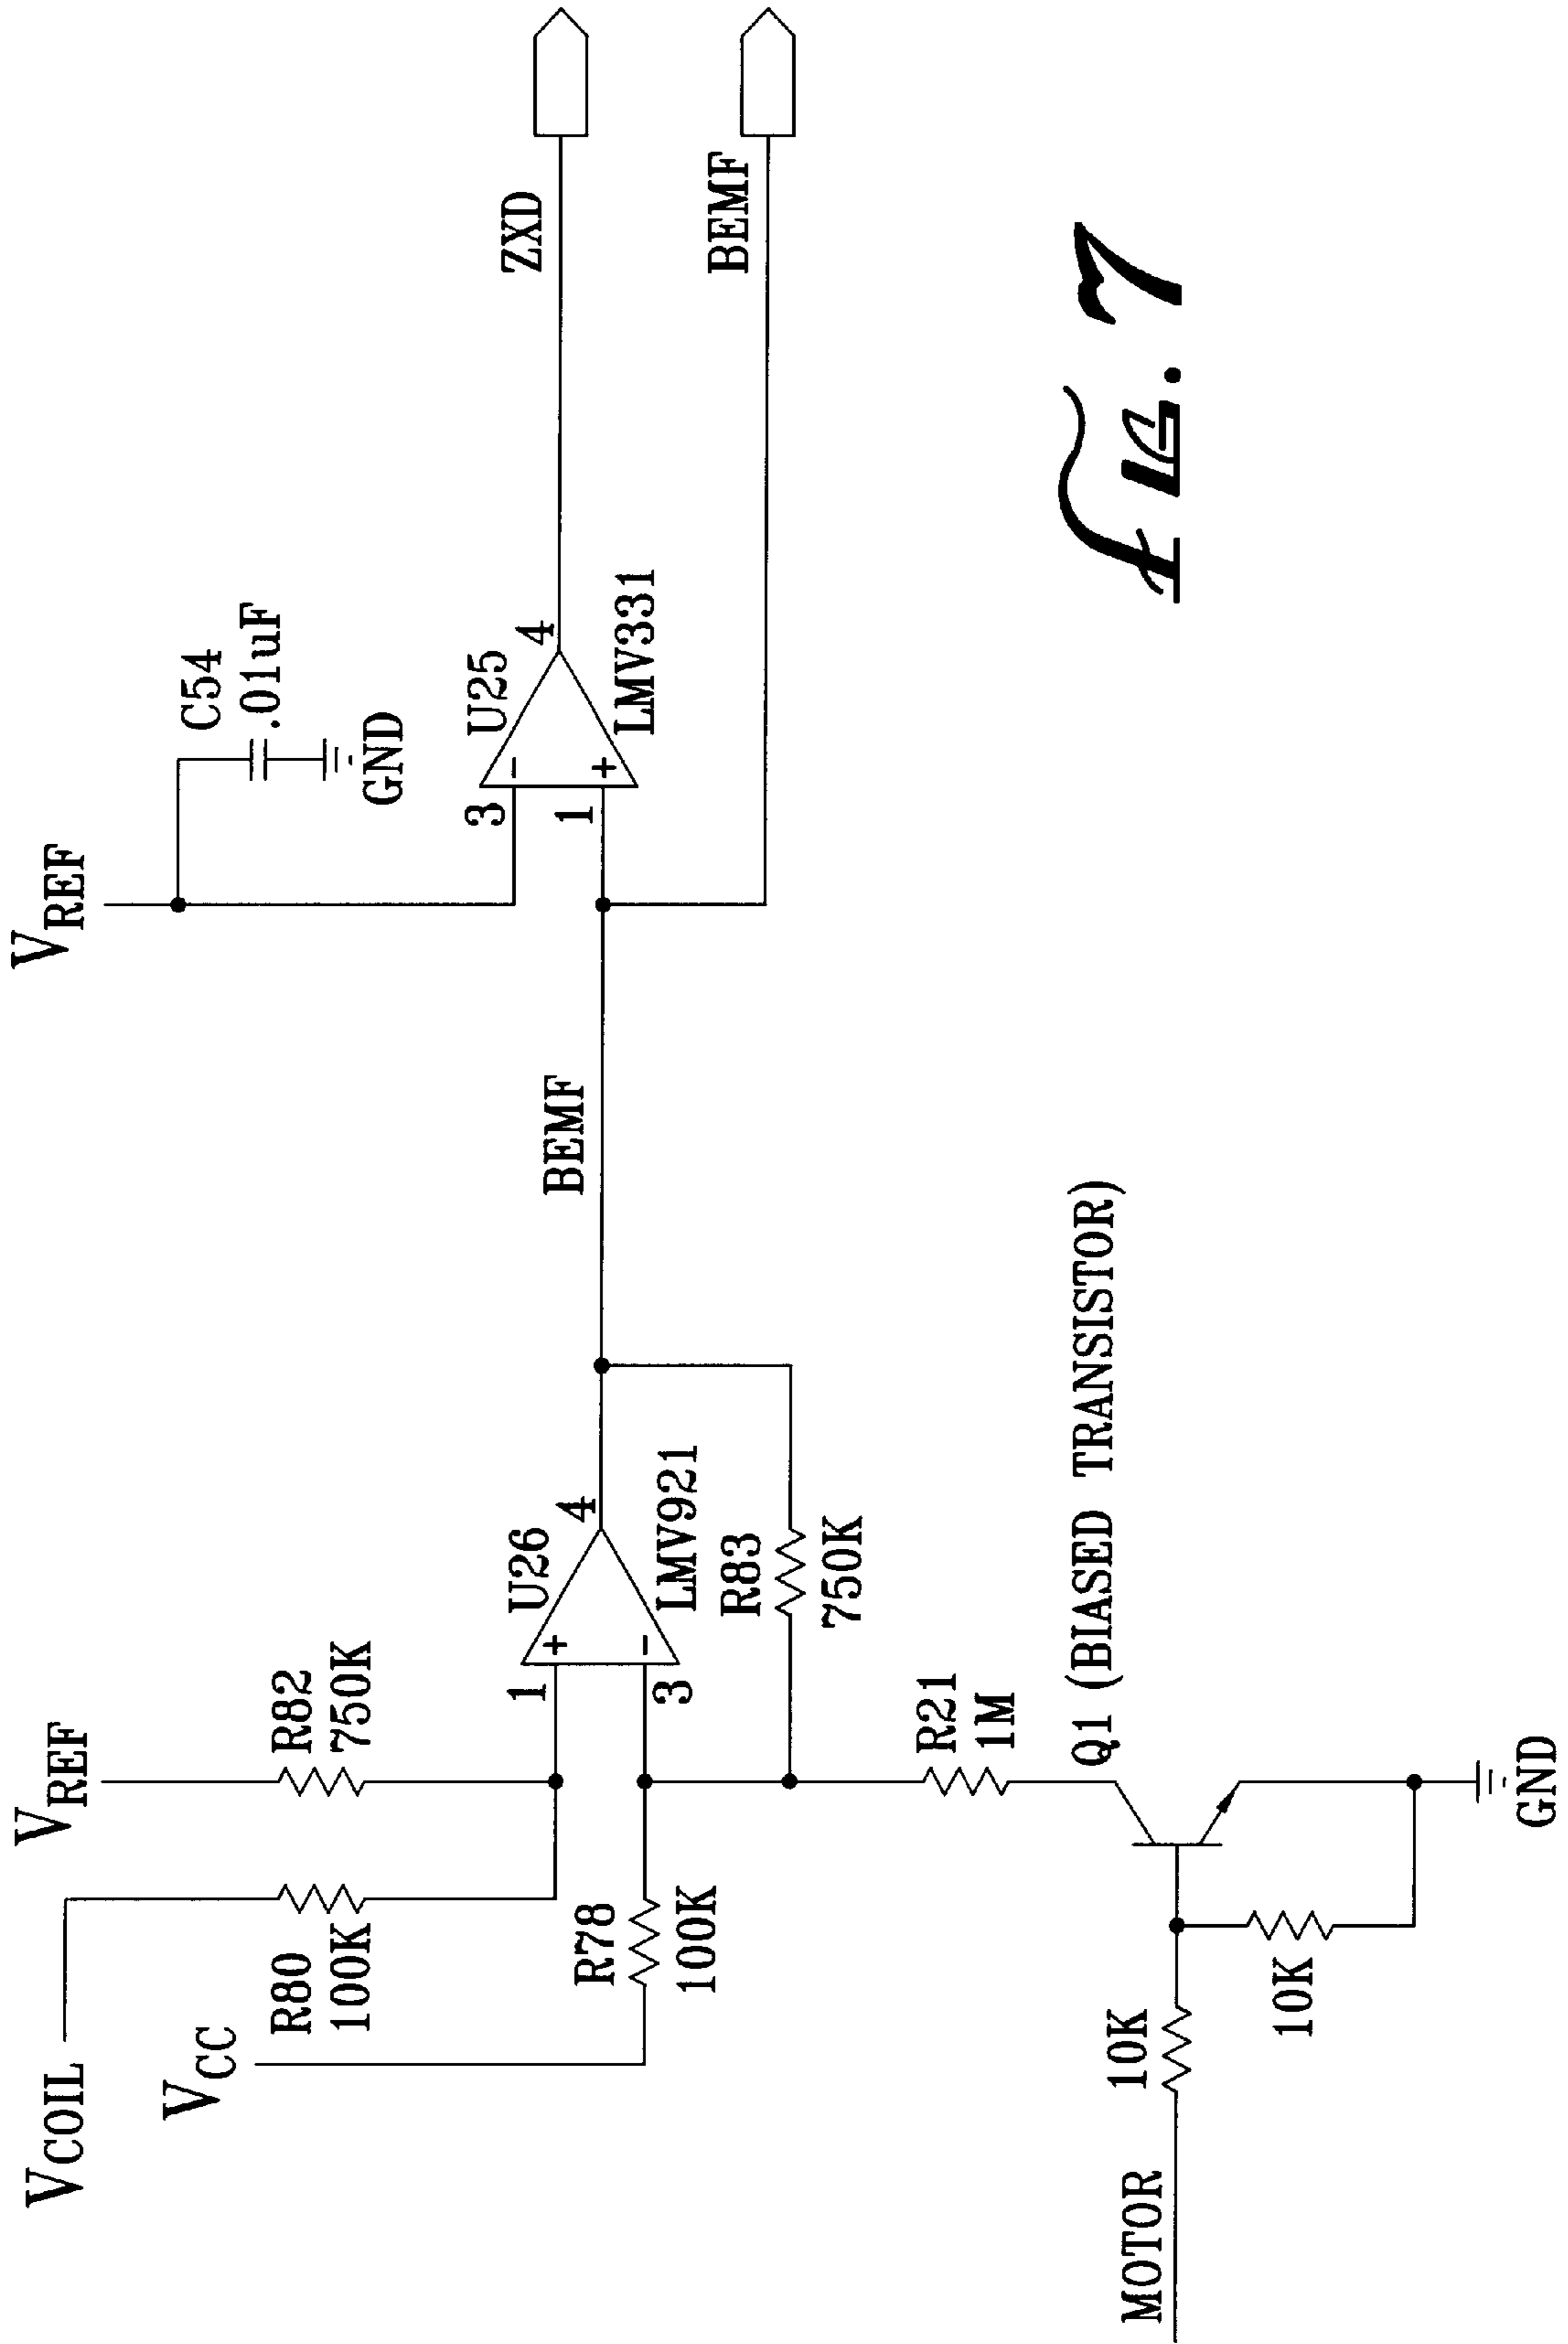 VCOIL
VCC
R80
100K
VREF
R82
750K
R78
100K
1
3
+
-
U26
4
LMV921
R83
750K
BEMF
VREF
C54
.01uF
GND
3
1
-
+
U25
4
LMV331
ZXD
BEMF
R21
1M
Q1 (BIASED TRANSISTOR)
MOTOR
10K
10K
GND
FIG. 7